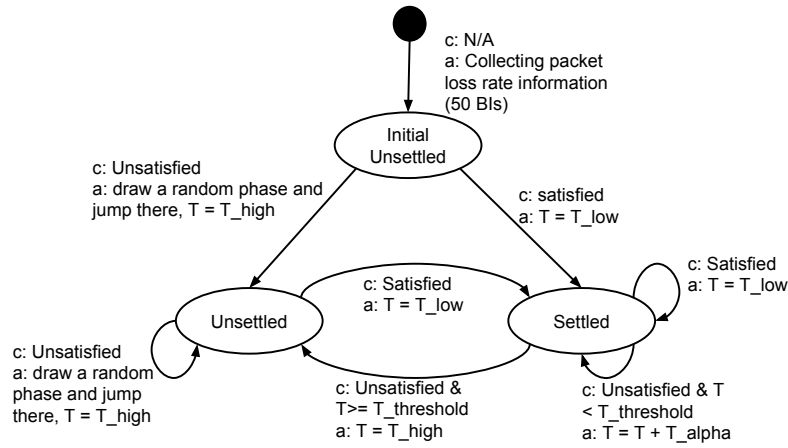 c: N/A
a: Collecting packet
loss rate information
(50 BIs)
Initial
Unsettled
c: Unsatisfied
a: draw a random phase and
jump there, T = T_high
c: satisfied
a: T = T_low
c: Satisfied
a: T = T_low
c: Satisfied
a: T = T_low
Unsettled
Settled
c: Unsatisfied
a: draw a random
phase and jump
there, T = T_high
c: Unsatisfied &
T>= T_threshold
a: T = T_high
c: Unsatisfied & T
< T_threshold
a: T = T + T_alpha